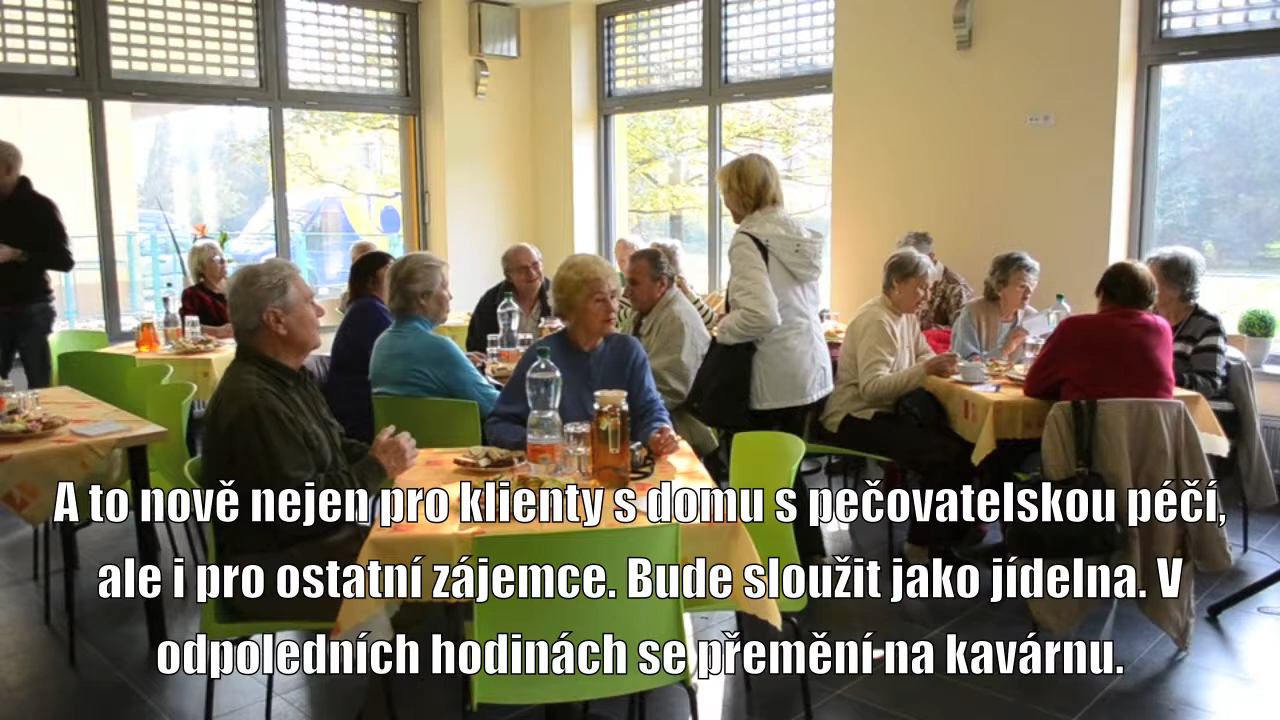 A to nově nejen pro klienty s domu s pečovatelskou péčí,
ale i pro ostatní zájemce. Bude sloužit jako jídelna. V
odpoledních hodinách se přemění na kavárnu.